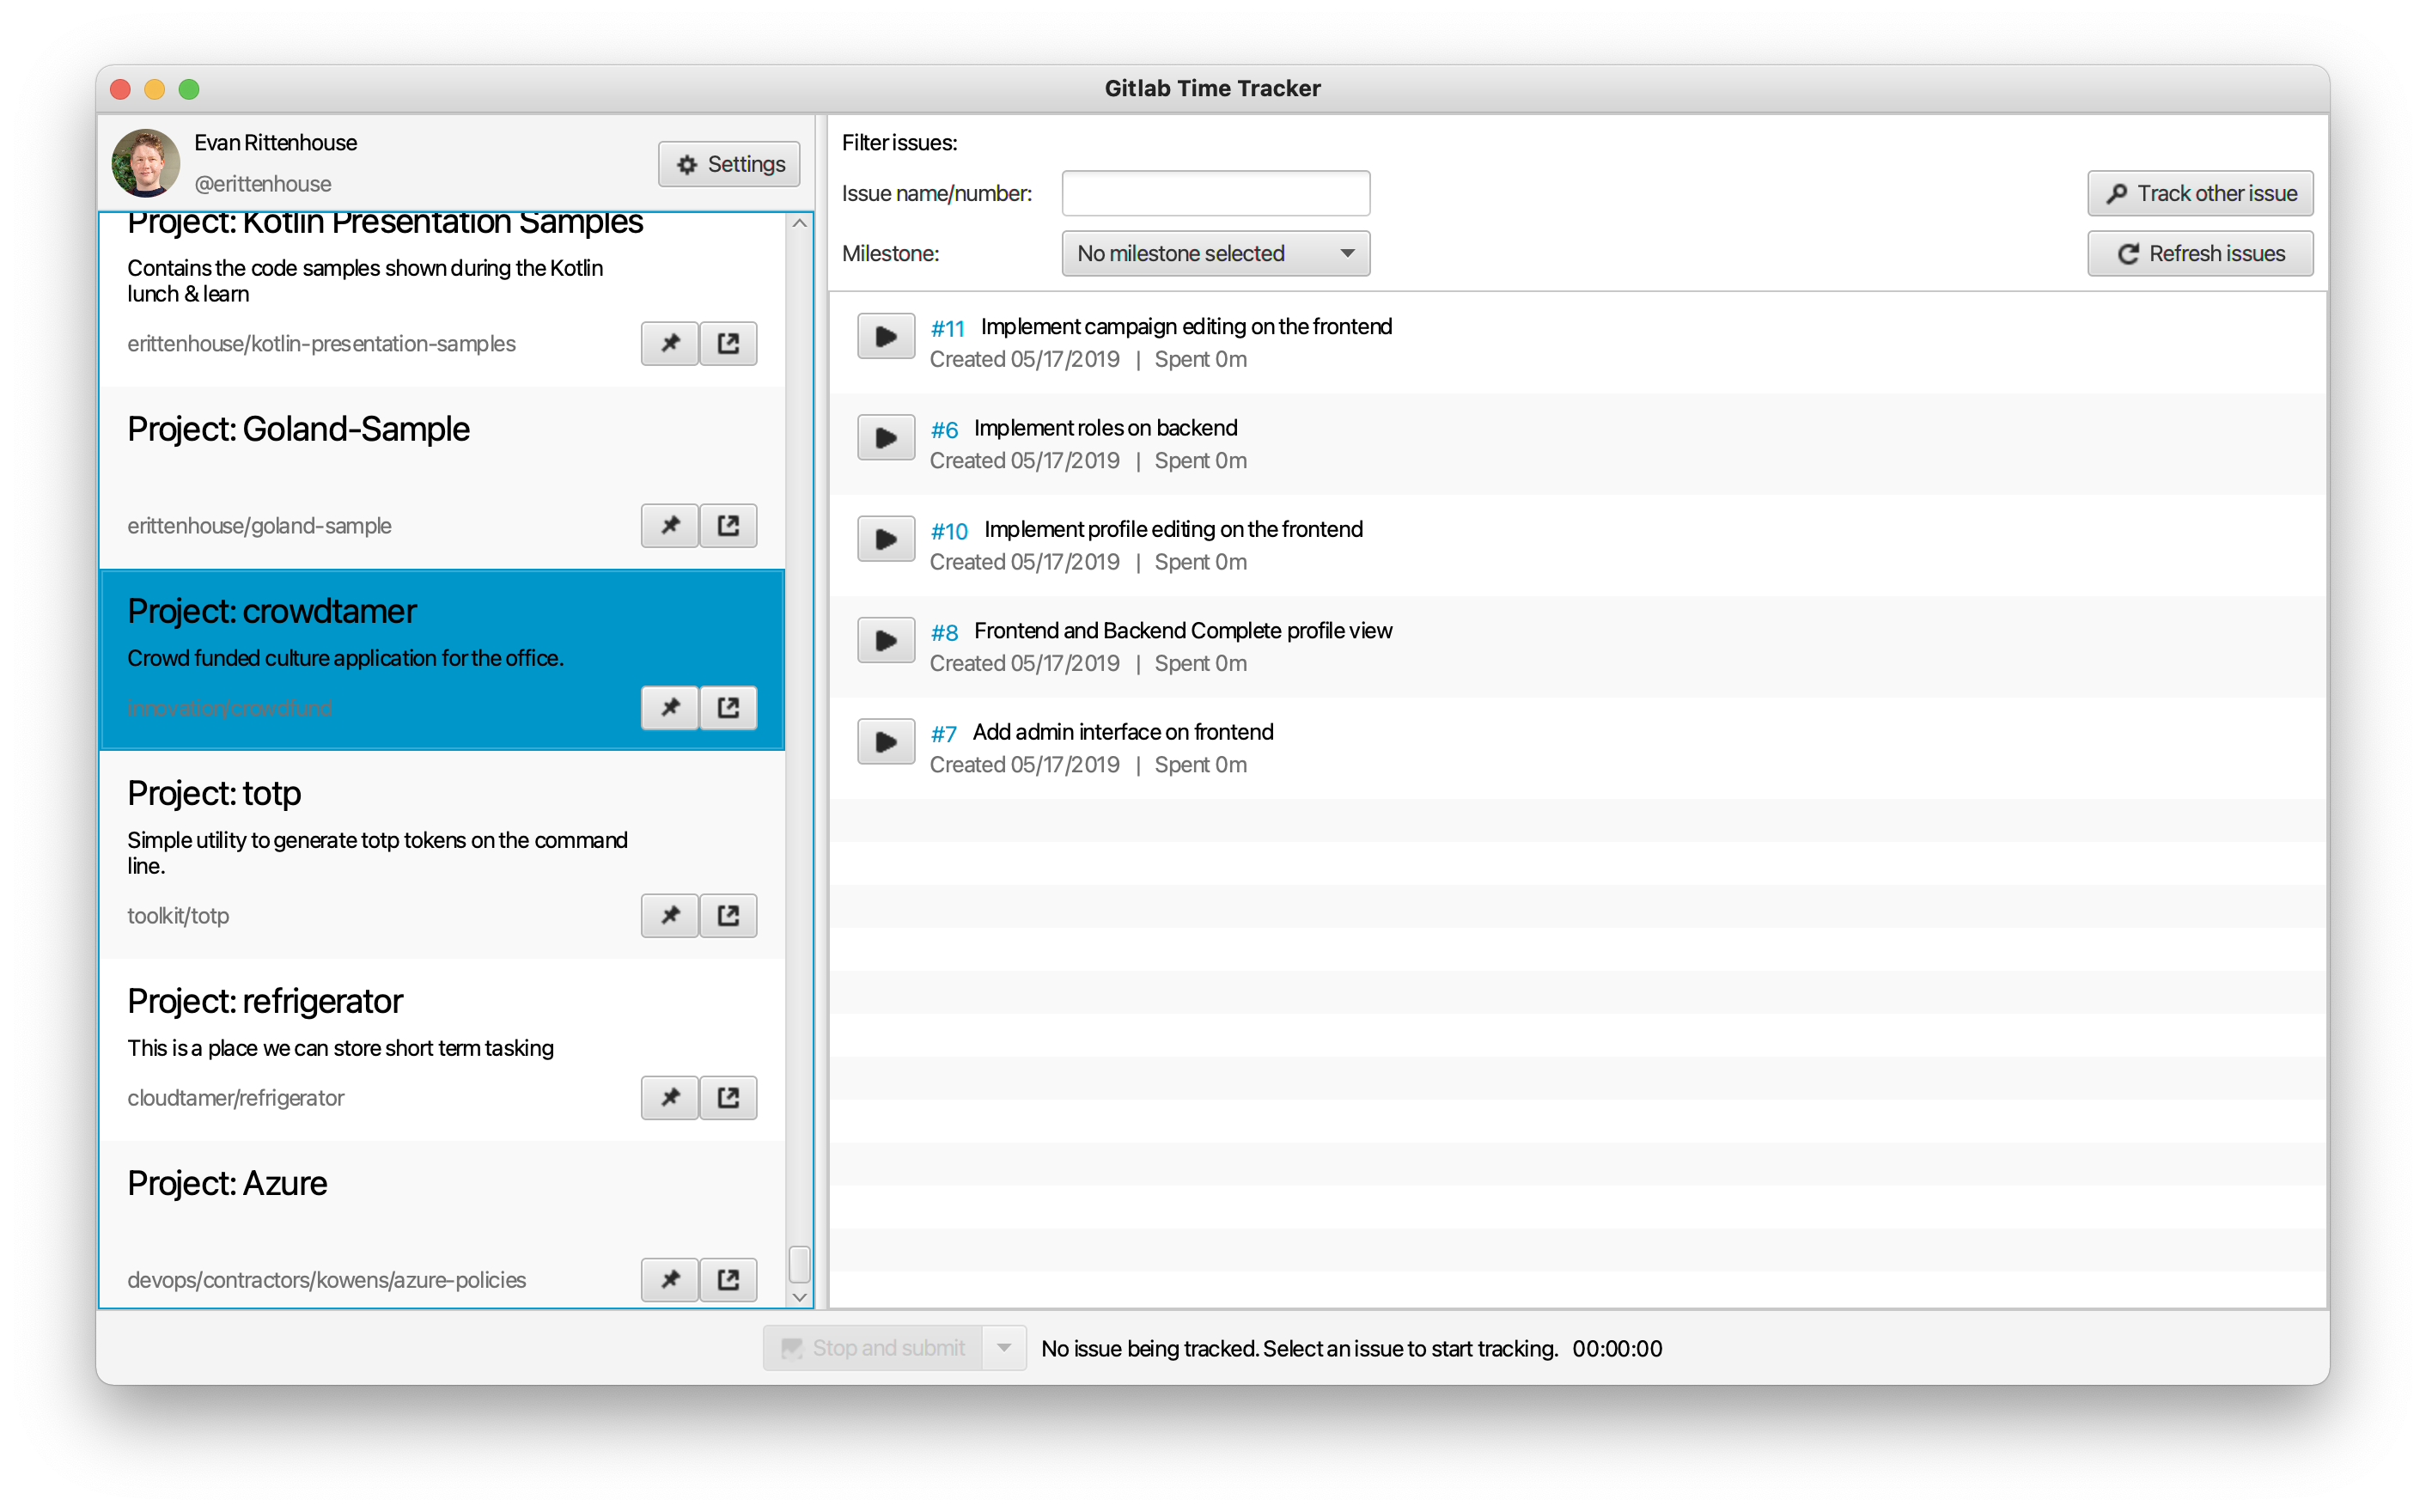 Gitlab Time Tracker
Evan Rittenhouse
@erittenhouse
Settings
Project: Kotlin Presentation Samples
Contains the code samples shown during the Kotlin
lunch & learn
erittenhouse/kotlin-presentation-samples
Project: Goland-Sample
erittenhouse/goland-sample
Project: crowdtamer
Crowd funded culture application for the office.
innovation/crowdfund
Project: totp
Simple utility to generate totp tokens on the command
line.
toolkit/totp
Project: refrigerator
This is a place we can store short term tasking
cloudtamer/refrigerator
Project: Azure
devops/contractors/kowens/azure-policies
Filter issues:
Issue name/number:
Track other issue
Milestone:
No milestone selected
Refresh issues
#11 Implement campaign editing on the frontend
Created 05/17/2019 | Spent 0m
#6 Implement roles on backend
Created 05/17/2019 | Spent 0m
#10 Implement profile editing on the frontend
Created 05/17/2019 | Spent 0m
#8 Frontend and Backend Complete profile view
Created 05/17/2019 | Spent 0m
#7 Add admin interface on frontend
Created 05/17/2019 | Spent 0m
Stop and submit
No issue being tracked. Select an issue to start tracking. 00:00:00